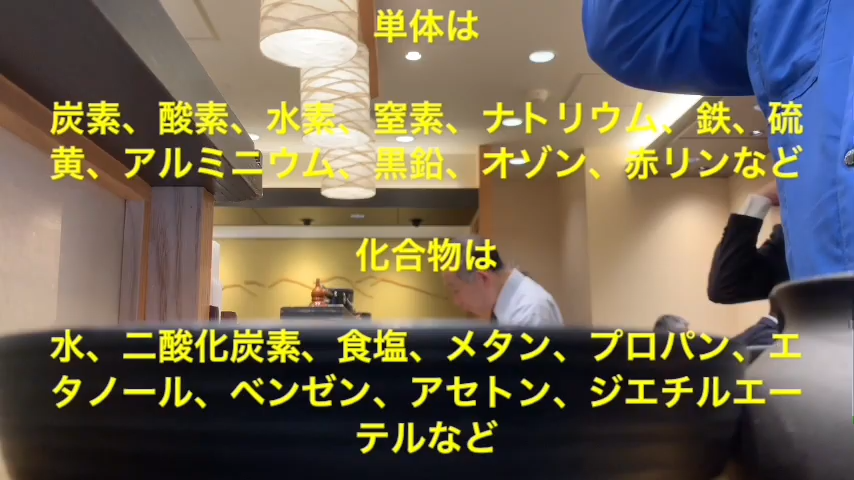 単体は
炭素、酸素、水素、窒素、ナトリウム、鉄、硫
黄、アルミニウム、黒鉛、オゾン、赤リンなど
化合物は
水、二酸化炭素、食塩、メタン、プロパン、エ
タノール、ベンゼン、アセトン、ジエチルエー
テルなど